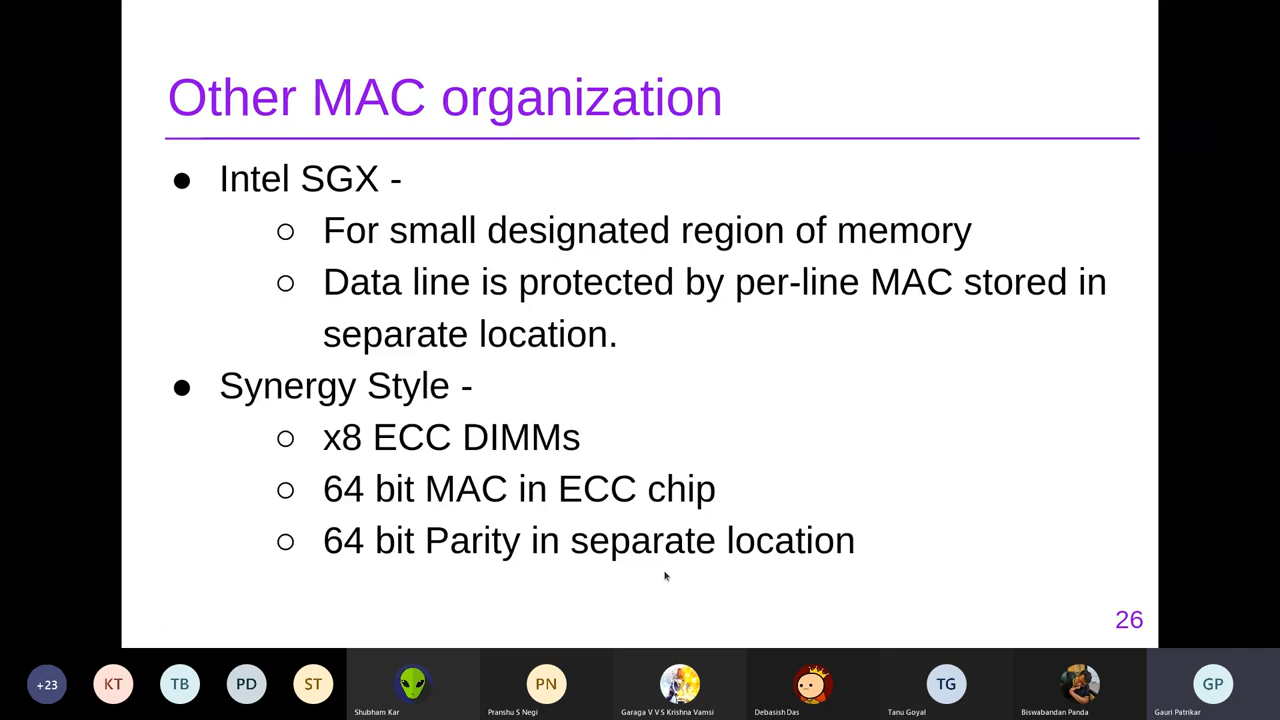 Other MAC organization
● Intel SGX -
○ For small designated region of memory
○ Data line is protected by per-line MAC stored in
separate location.
● Synergy Style -
○ x8 ECC DIMMs
○ 64 bit MAC in ECC chip
○ 64 bit Parity in separate location
26
+23 KT TB PD ST PN TG GP
Shubham Kar Pranshu S Negi Garaga V V S Krishna Vamsi Debasish Das Tanu Goyal Biswabandan Panda Gauri Patrikar